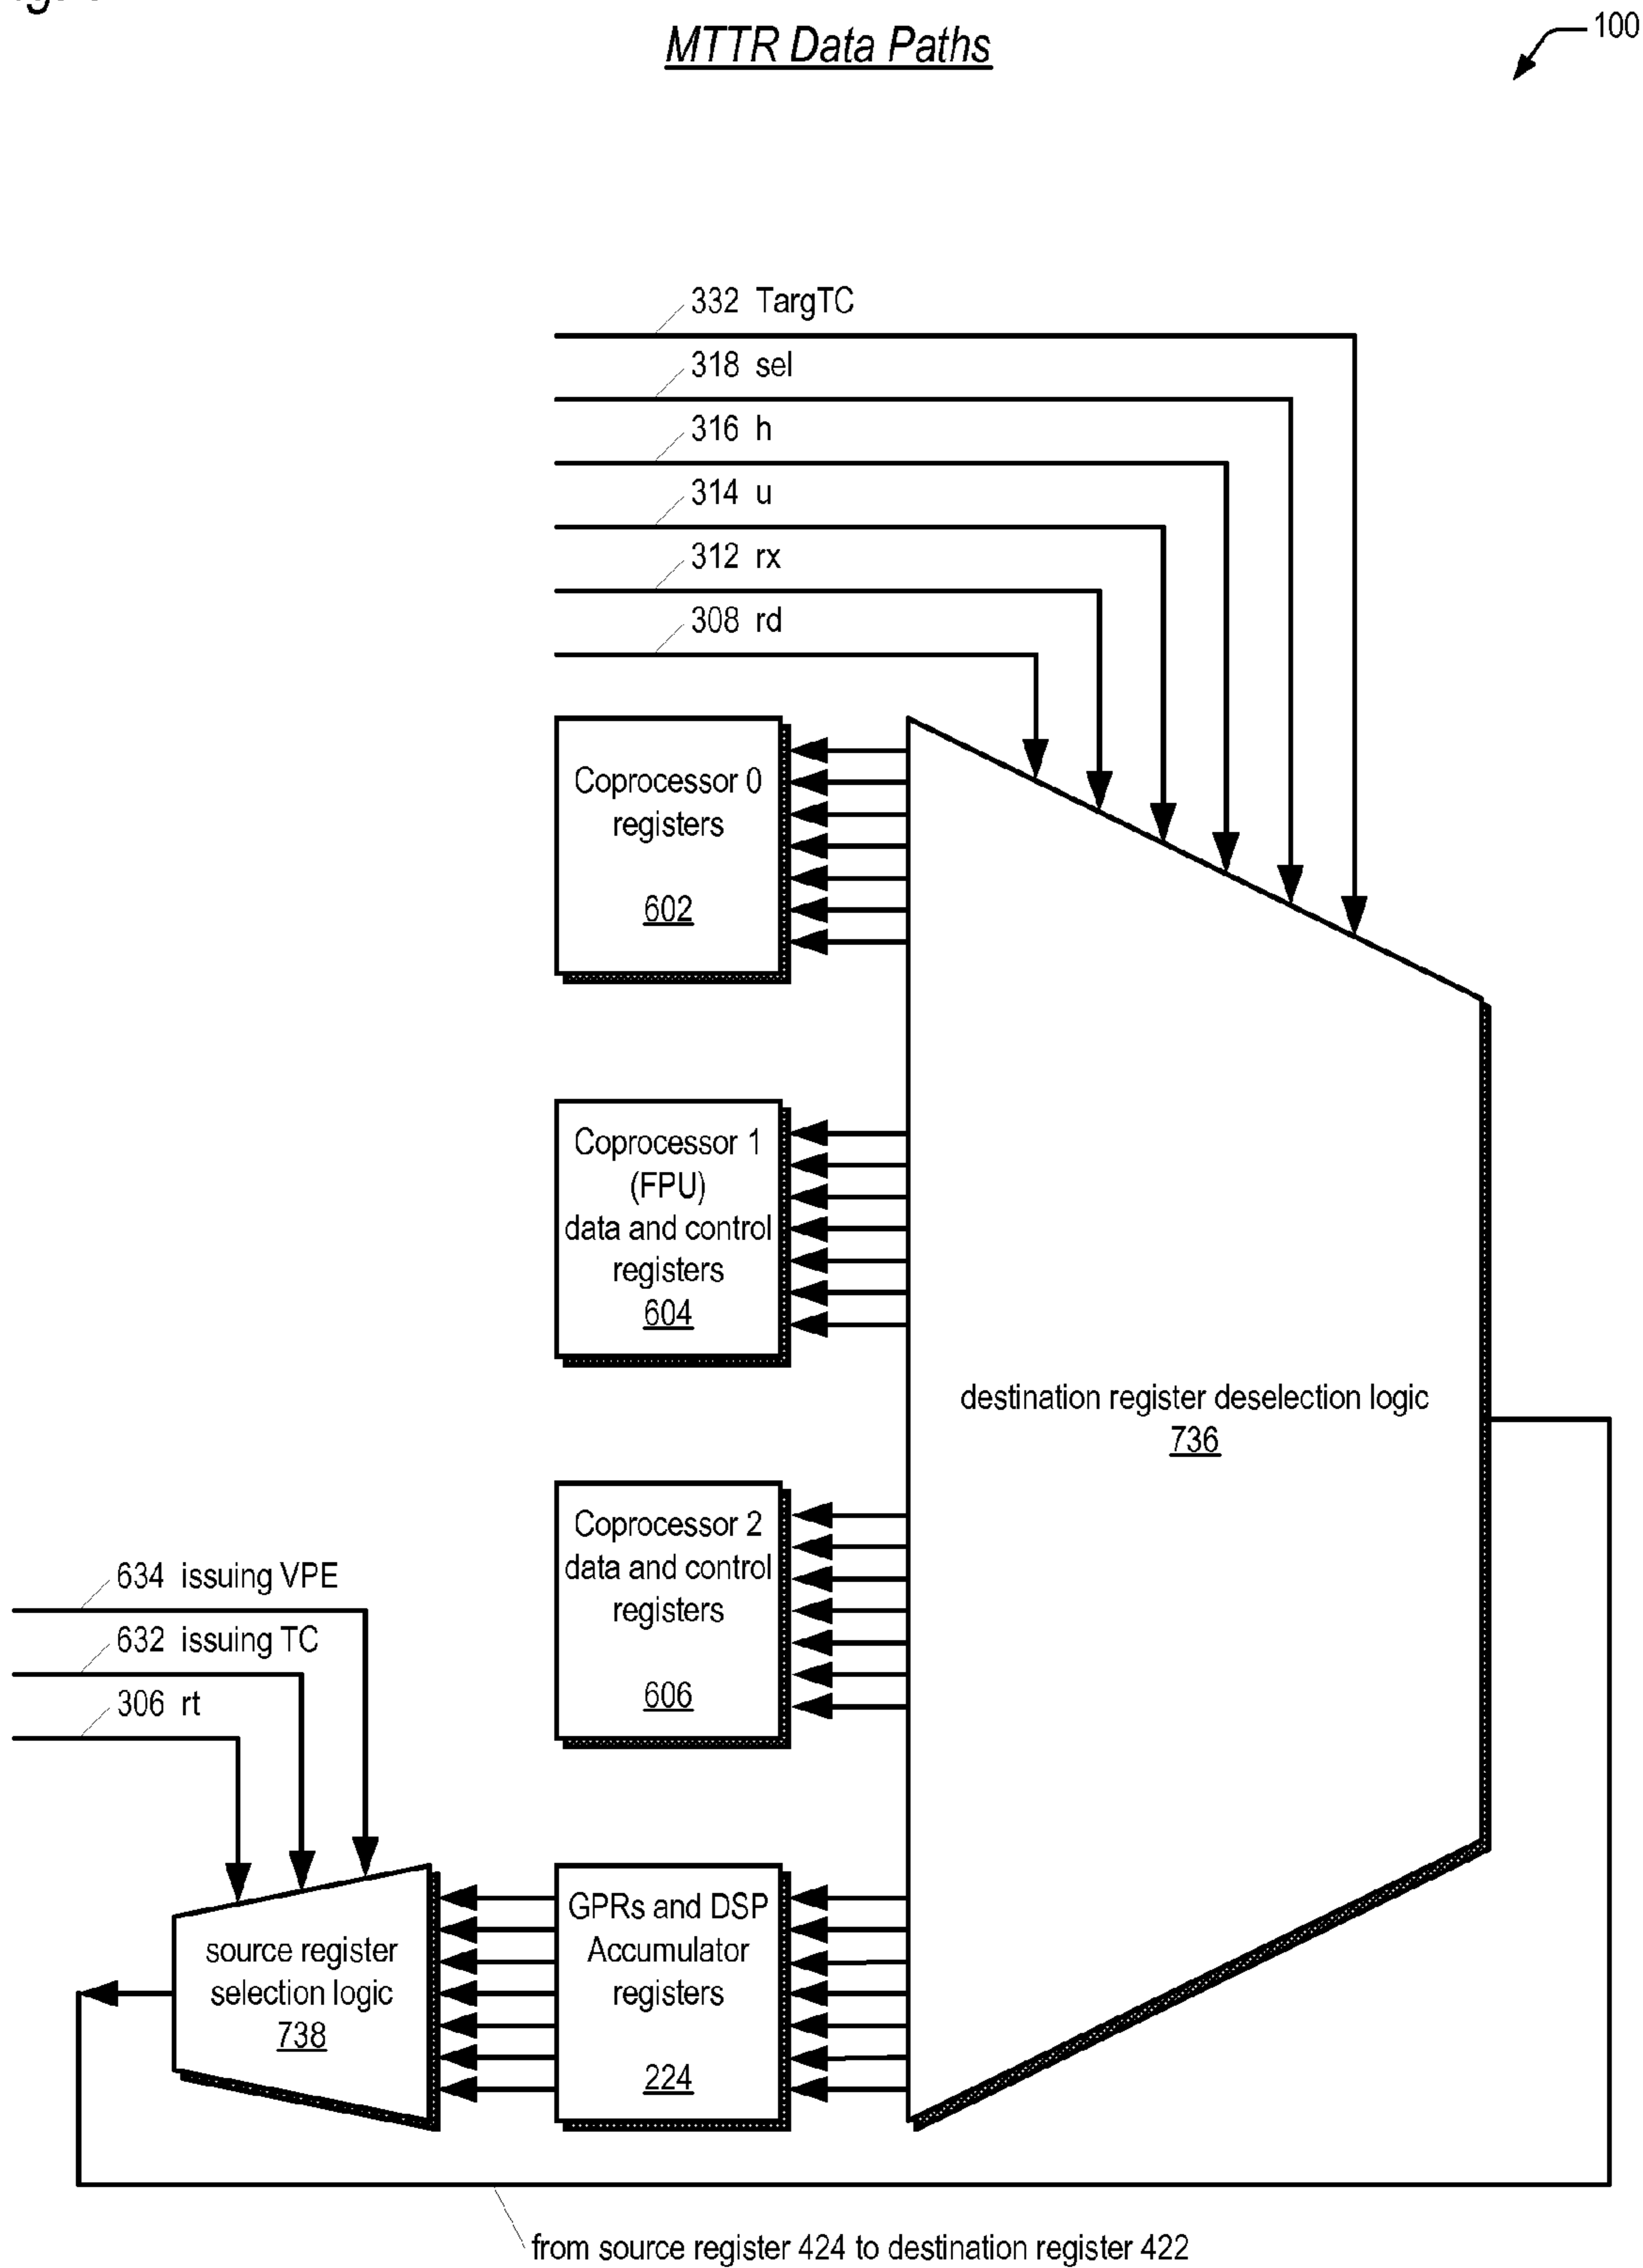 MTTR Data Paths
100
332 TargTC
318 sel
316 h
314 u
312 rx
308 rd
Coprocessor 0
registers
602
Coprocessor 1
(FPU)
data and control
registers
604
destination register deselection logic
736
Coprocessor 2
data and control
registers
606
634 issuing VPE
632 issuing TC
306 rt
source register
selection logic
738
GPRs and DSP
Accumulator
registers
224
from source register 424 to destination register 422